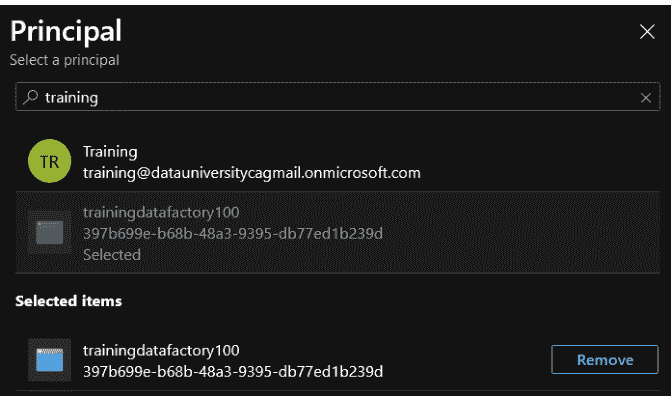 Principal
Select a principal
training
TR
Training
training@datauniversitycagmail.onmicrosoft.com
trainingdatafactory100
397b699e-b68b-48a3-9395-db77ed1b239d
Selected
Selected items
trainingdatafactory100
397b699e-b68b-48a3-9395-db77ed1b239d
Remove